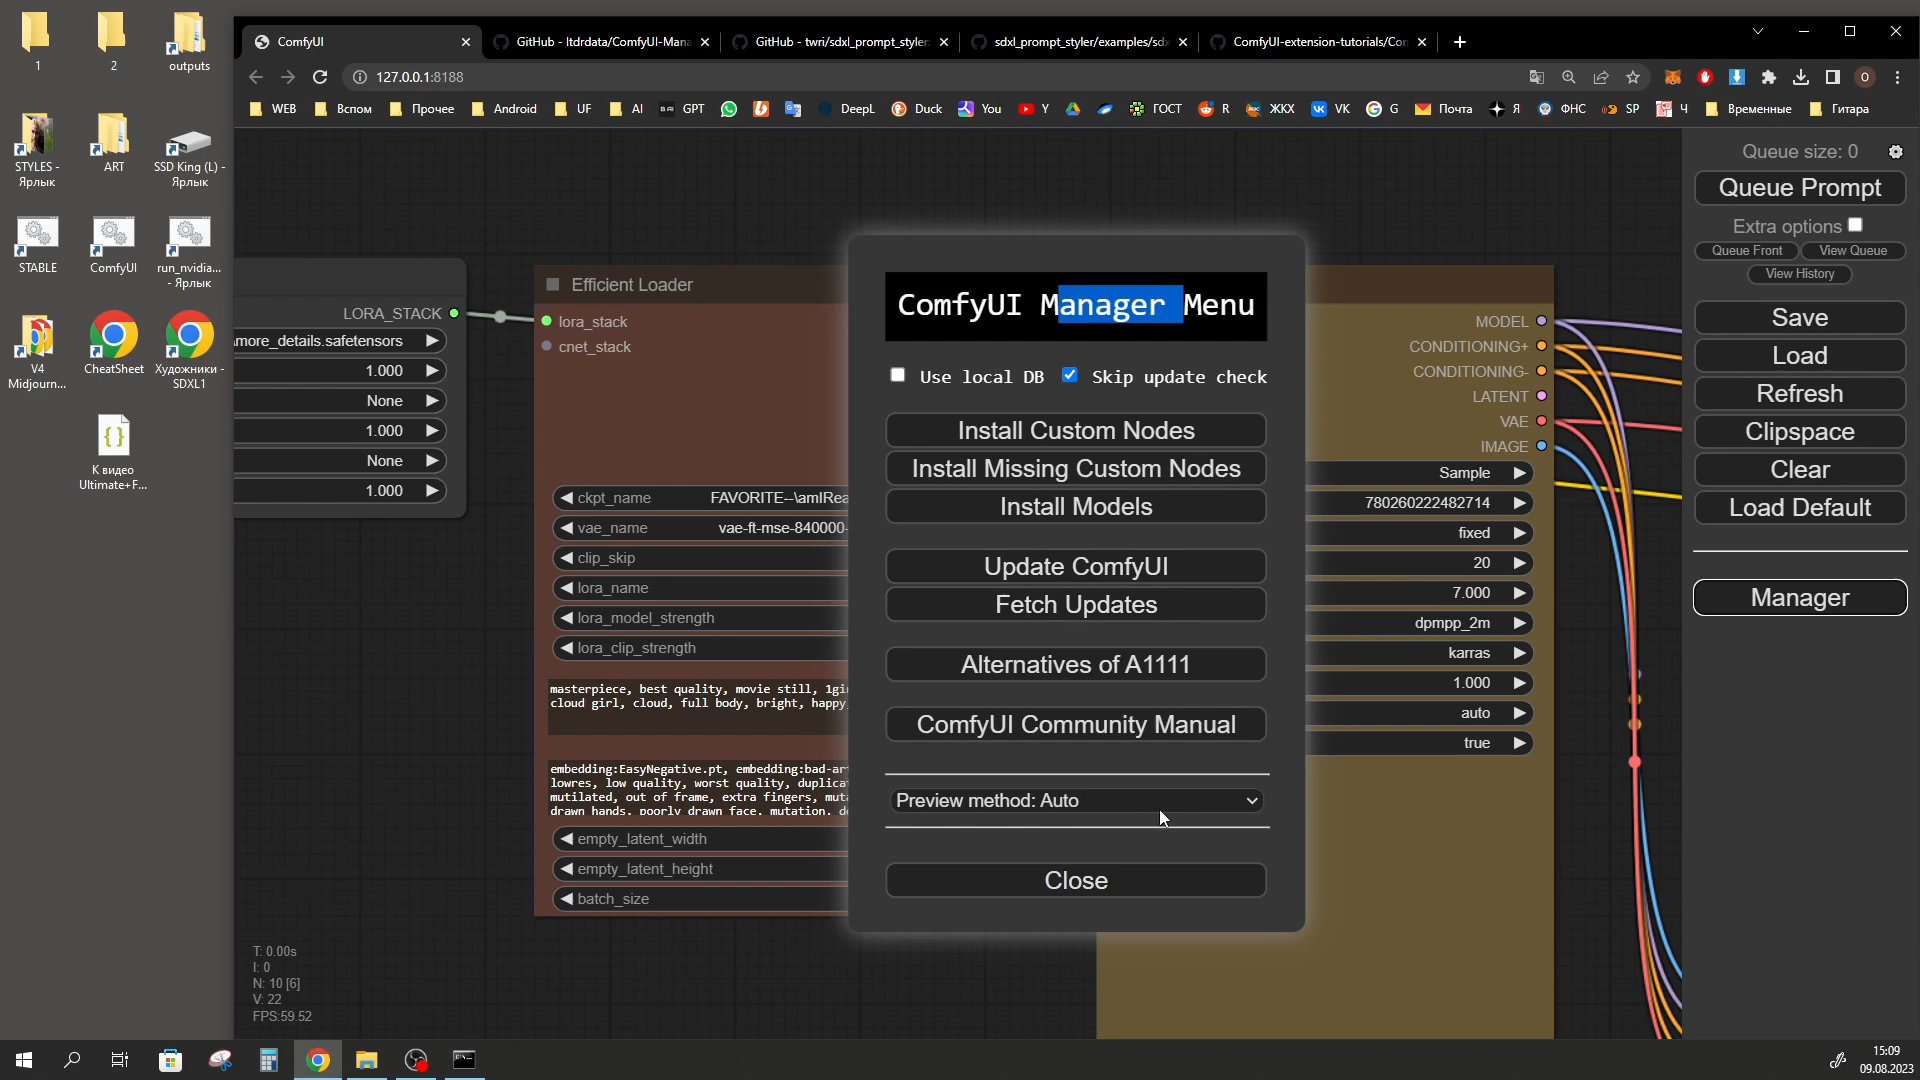 1
2
outputs
STYLES - Ярлык
ART
SSD King (L) - Ярлык
STABLE
ComfyUI
run_nvidia... - Ярлык
V4 Midjourn...
CheatSheet
Художники - SDXL1
К видео Ultimate+F...
ComfyUI
GitHub - ltdrdata/ComfyUI-Mana
GitHub - twri/sdxl_prompt_styler:
sdxl_prompt_styler/examples/sdx
ComfyUI-extension-tutorials/Con
127.0.0.1:8188
WEB
Вспом
Прочее
Android
UF
AI
GPT
DeepL
Duck
You
Y
ГОСТ
R
ЖКХ
VK
G
Почта
Я
ФНС
SP
Ч
Временные
Гитара
LORA_STACK
more_details.safetensors
1.000
None
1.000
None
1.000
Efficient Loader
lora_stack
cnet_stack
ckpt_name FAVORITE--\amIRea
vae_name vae-ft-mse-840000-
clip_skip
lora_name
lora_model_strength
lora_clip_strength
masterpiece, best quality, movie still, 1gi
cloud girl, cloud, full body, bright, happy,
embedding:EasyNegative.pt, embedding:bad-ar
lowres, low quality, worst quality, duplica
mutilated, out of frame, extra fingers, muta
drawn hands, poorly drawn face, mutation, de
empty_latent_width
empty_latent_height
batch_size
ComfyUI Manager Menu
Use local DB Skip update check
Install Custom Nodes
Install Missing Custom Nodes
Install Models
Update ComfyUI
Fetch Updates
Alternatives of A1111
ComfyUI Community Manual
Preview method: Auto
Close
MODEL
CONDITIONING+
CONDITIONING-
LATENT
VAE
IMAGE
Sample
780260222482714
fixed
20
7.000
dpmpp_2m
karras
1.000
auto
true
Queue size: 0
Queue Prompt
Extra options
Queue Front
View Queue
View History
Save
Load
Refresh
Clipspace
Clear
Load Default
Manager
T: 0.00s
I: 0
N: 10 [6]
V: 22
FPS:59.52
15:09
09.08.2023